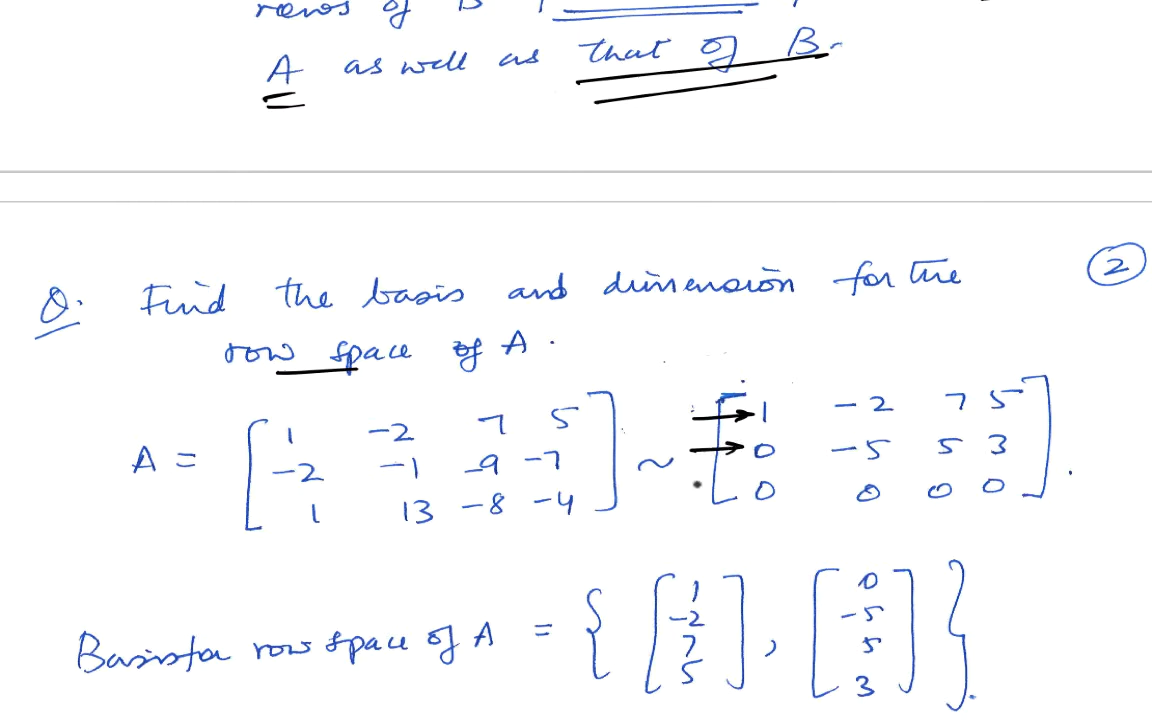 rows of B
A as well as that of B.
2
Q. Find the basis and dimension for the
row space of A.
A = [ 1 -2 7 5 ] ~ [ 1 -2 7 5 ]
[ -2 -1 -9 -7 ] [ 0 -5 5 3 ]
[ 1 13 -8 -4 ] [ 0 0 0 0 ].
Basis for row space of A = { [ 1 -2 7 5 ], [ 0 -5 5 3 ] }.